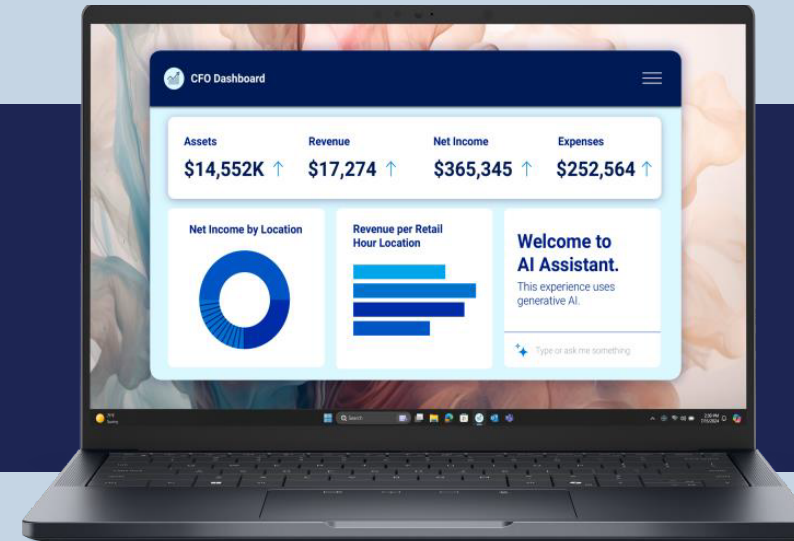 CFO Dashboard
Assets
Revenue
Net Income
Expenses
$14,552K ↑
$17,274 ↑
$365,345 ↑
$252,564 ↑
Net Income by Location
Revenue per Retail
Hour Location
Welcome to
AI Assistant.
This experience uses
generative AI.
Type or ask me something
Sunny
Search